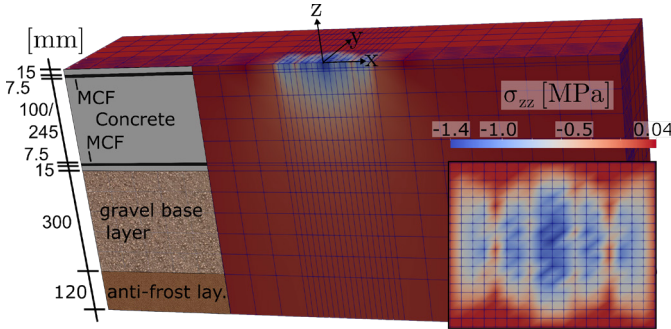 [mm]
z
y
x
15
7.5
100/
245
7.5
15
300
120
MCF
Concrete
MCF
gravel base
layer
anti-frost lay.
σzz [MPa]
-1.4 -1.0 -0.5 0.04